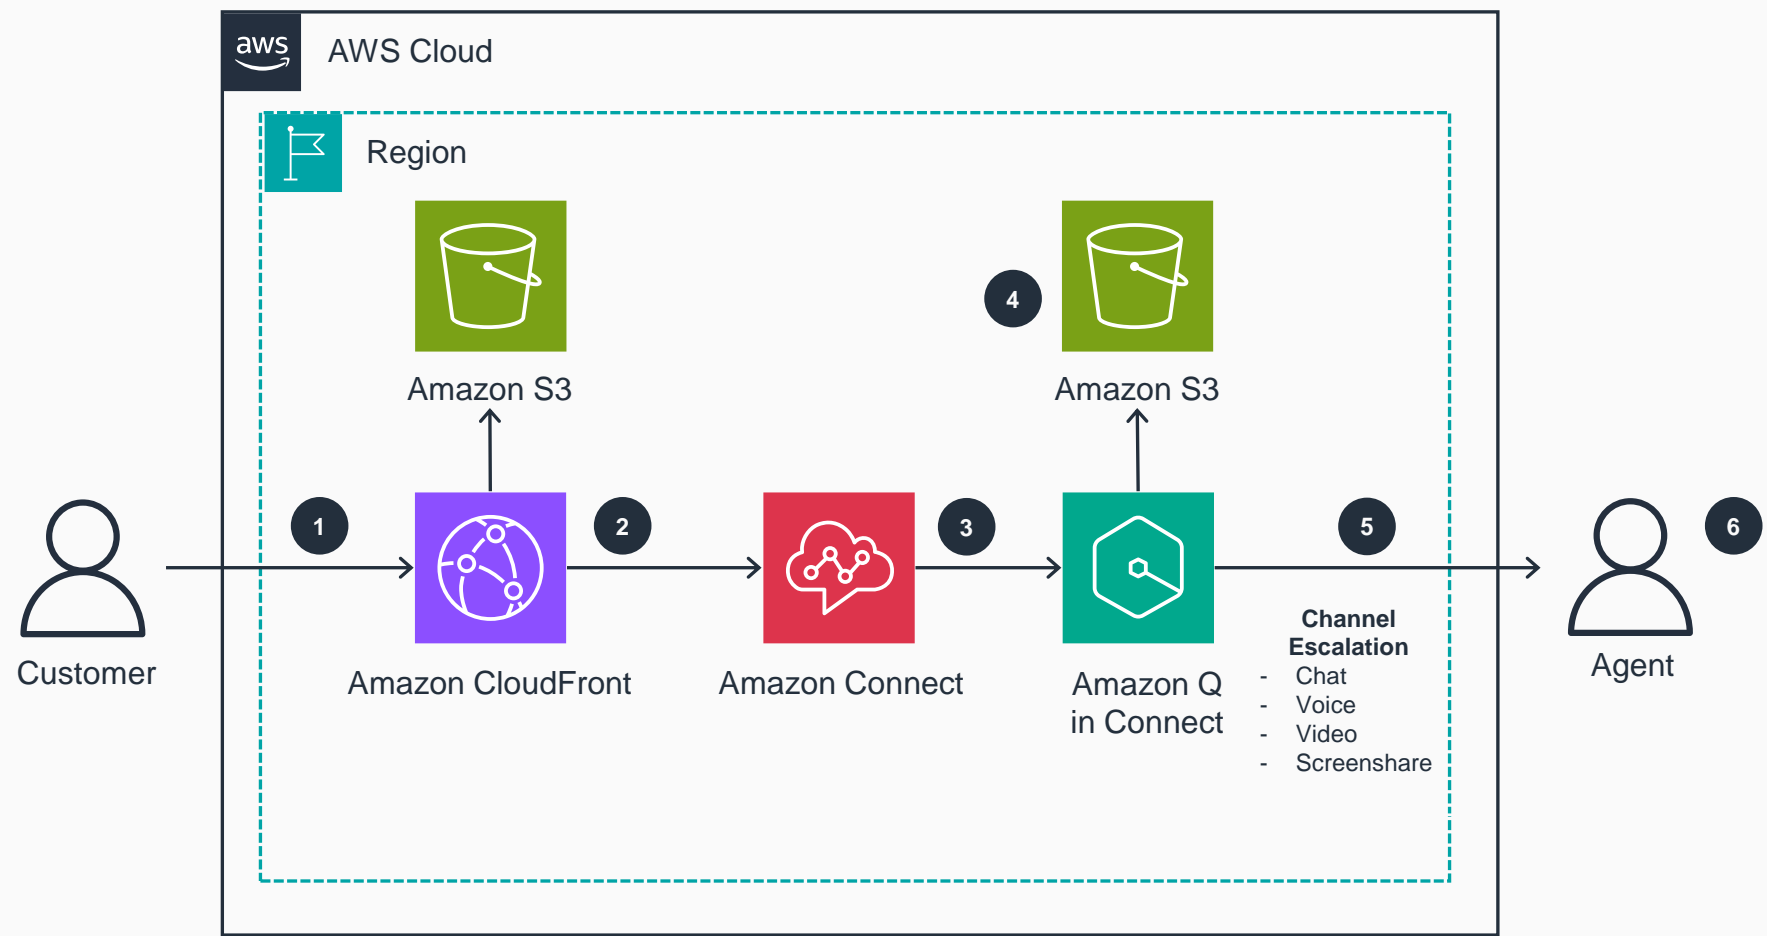 aws
AWS Cloud
Region
4
Amazon S3
Amazon S3
1
2
3
5
6
Customer
Amazon CloudFront
Amazon Connect
Amazon Q
in Connect
Channel
Escalation
- Chat
- Voice
- Video
- Screenshare
Agent